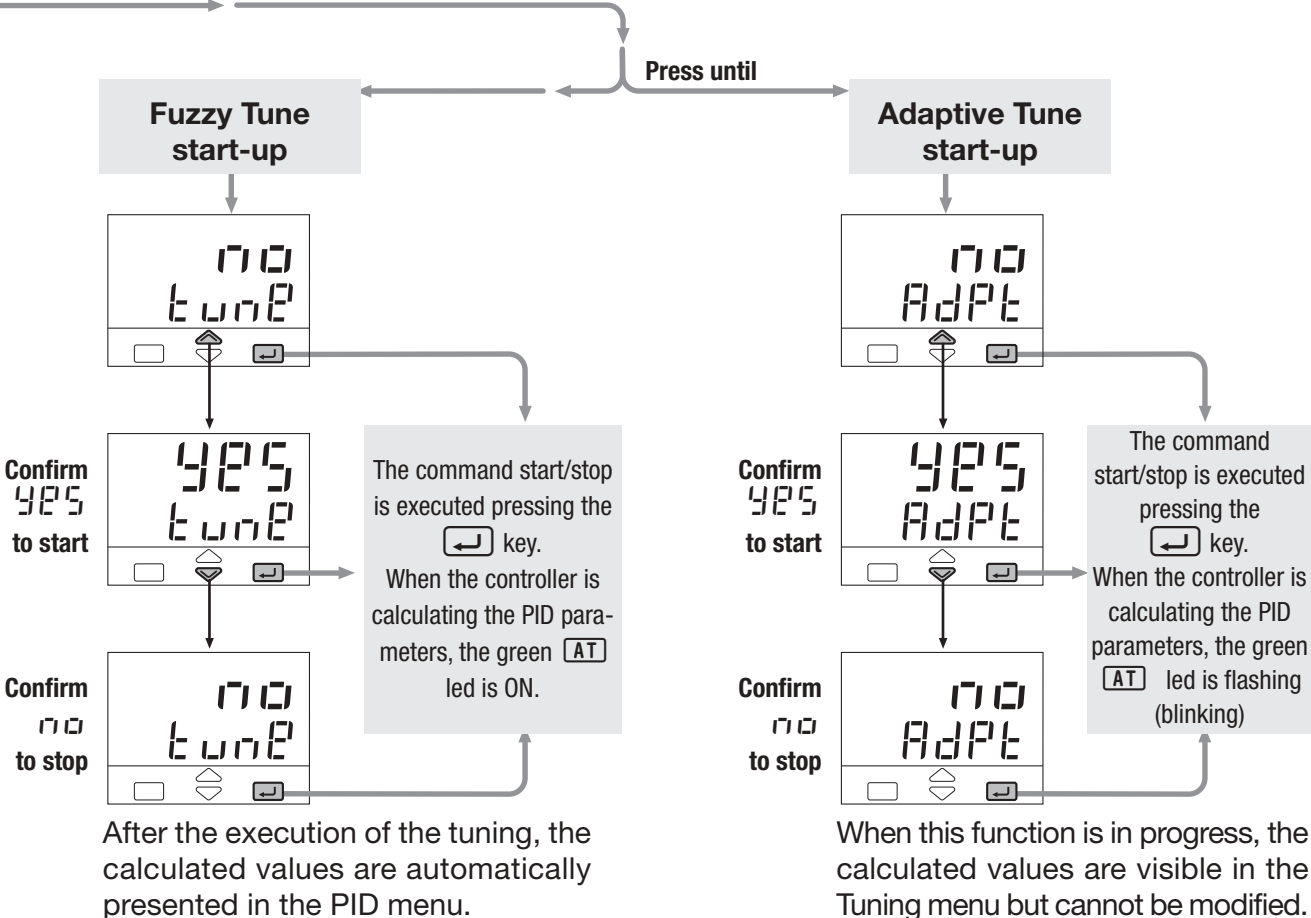 Press until
Fuzzy Tune
start-up
no
tune
Confirm
yes
to start
yes
tune
The command start/stop
is executed pressing the
key.
When the controller is
calculating the PID para-
meters, the green AT
led is ON.
Confirm
no
to stop
no
tune
After the execution of the tuning, the
calculated values are automatically
presented in the PID menu.
Adaptive Tune
start-up
no
AdPt
Confirm
yes
to start
yes
AdPt
The command
start/stop is executed
pressing the
key.
When the controller is
calculating the PID
parameters, the green
AT led is flashing
(blinking)
Confirm
no
to stop
no
AdPt
When this function is in progress, the
calculated values are visible in the
Tuning menu but cannot be modified.